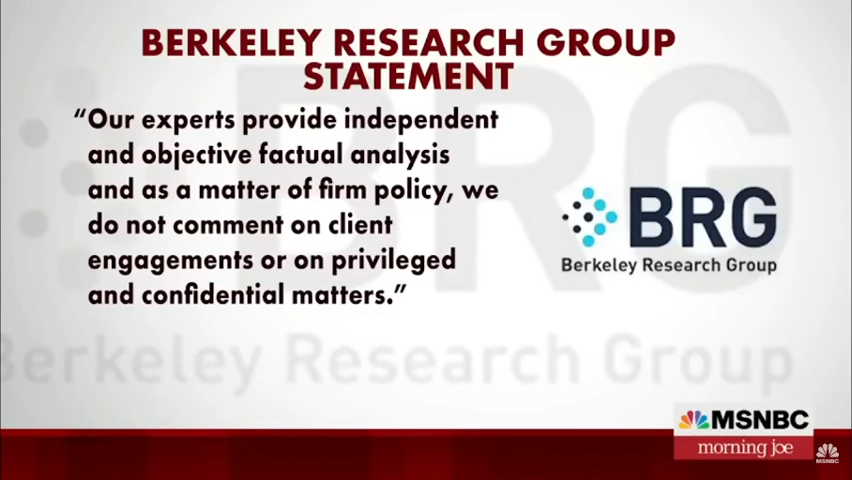 BERKELEY RESEARCH GROUP
STATEMENT
“Our experts provide independent
and objective factual analysis
and as a matter of firm policy, we
do not comment on client
engagements or on privileged
and confidential matters.”
BRG
Berkeley Research Group
BRG
Berkeley Research Group
MSNBC
morning joe
MSNBC